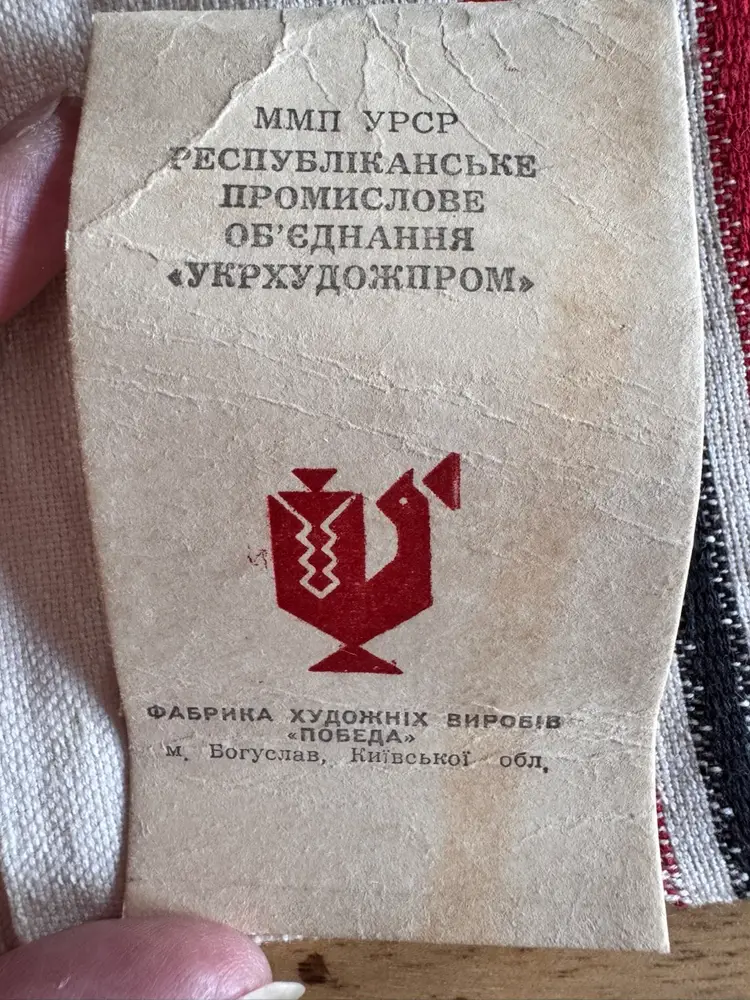 ММП УРСР
РЕСПУБЛІКАНСЬКЕ
ПРОМИСЛОВЕ
ОБ’ЄДНАННЯ
«УКРХУДОЖПРОМ»
ФАБРИКА ХУДОЖНІХ ВИРОБІВ
«ПОБЕДА»
м. Богуслав, Київської обл.